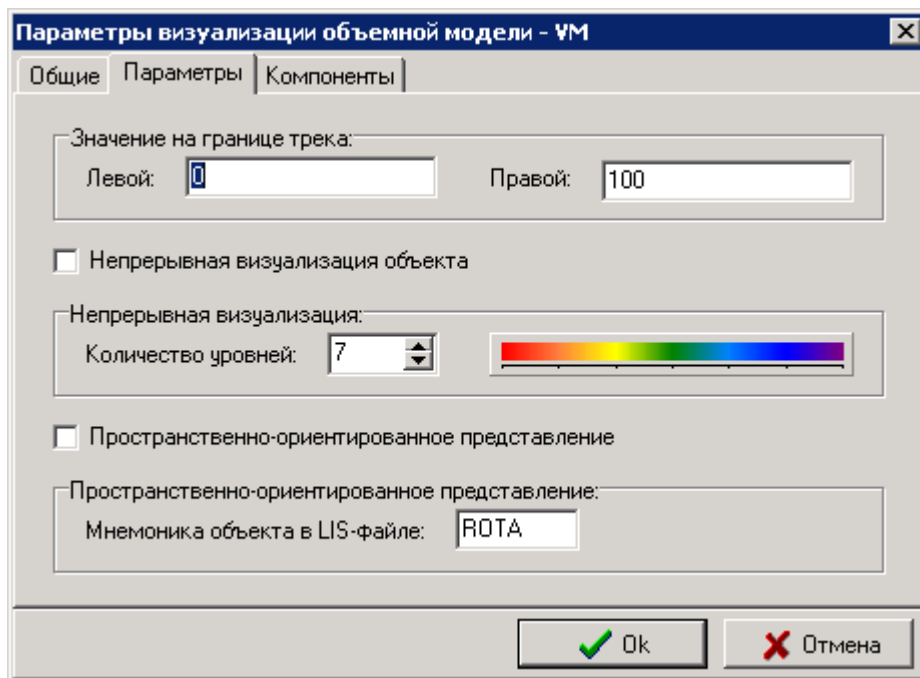 Параметры визуализации объемной модели - VM
Общие Параметры Компоненты
Значение на границе трека:
Левой: 0 Правой: 100
Непрерывная визуализация объекта
Непрерывная визуализация:
Количество уровней: 7
Пространственно-ориентированное представление
Пространственно-ориентированное представление:
Мнемоника объекта в LIS-файле: ROTA
Ok Отмена